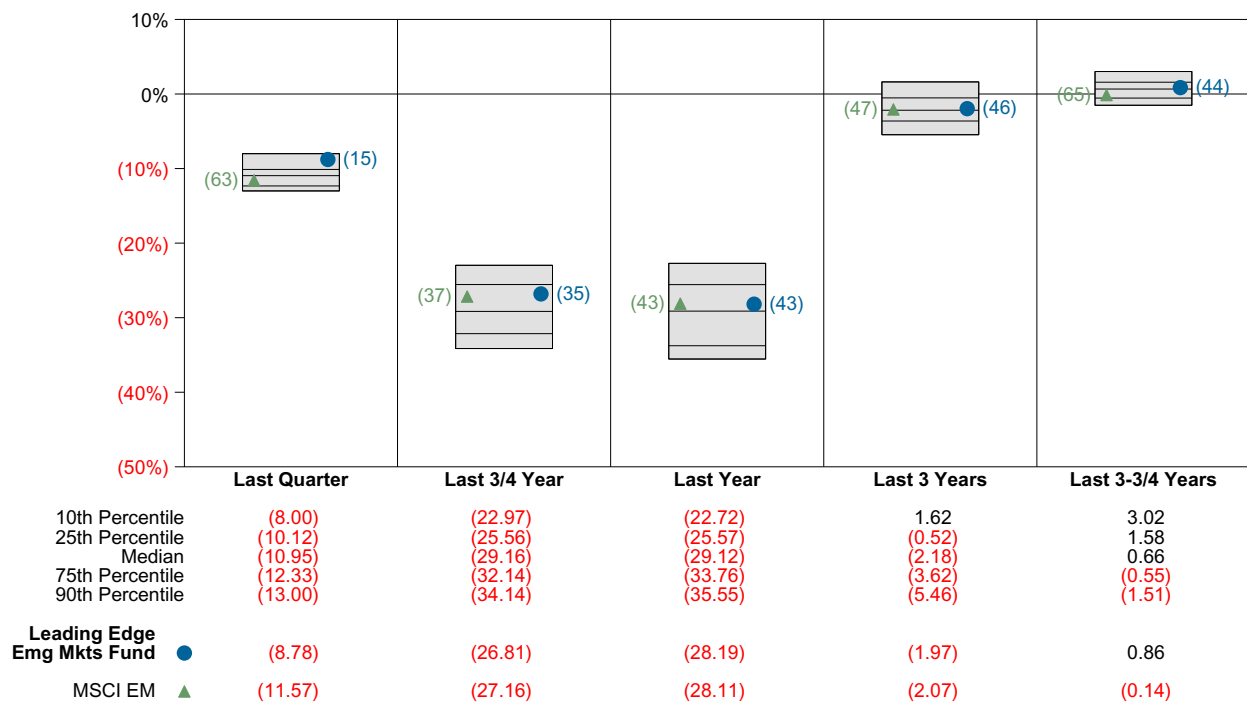 10%
0%
(10%)
(20%)
(30%)
(40%)
(50%)
(63) (15)
(37) (35)
(43) (43)
(47) (46)
(65) (44)
Last Quarter Last 3/4 Year Last Year Last 3 Years Last 3-3/4 Years
10th Percentile (8.00) (22.97) (22.72) 1.62 3.02
25th Percentile (10.12) (25.56) (25.57) (0.52) 1.58
Median (10.95) (29.16) (29.12) (2.18) 0.66
75th Percentile (12.33) (32.14) (33.76) (3.62) (0.55)
90th Percentile (13.00) (34.14) (35.55) (5.46) (1.51)
Leading Edge
Emg Mkts Fund (8.78) (26.81) (28.19) (1.97) 0.86
MSCI EM (11.57) (27.16) (28.11) (2.07) (0.14)